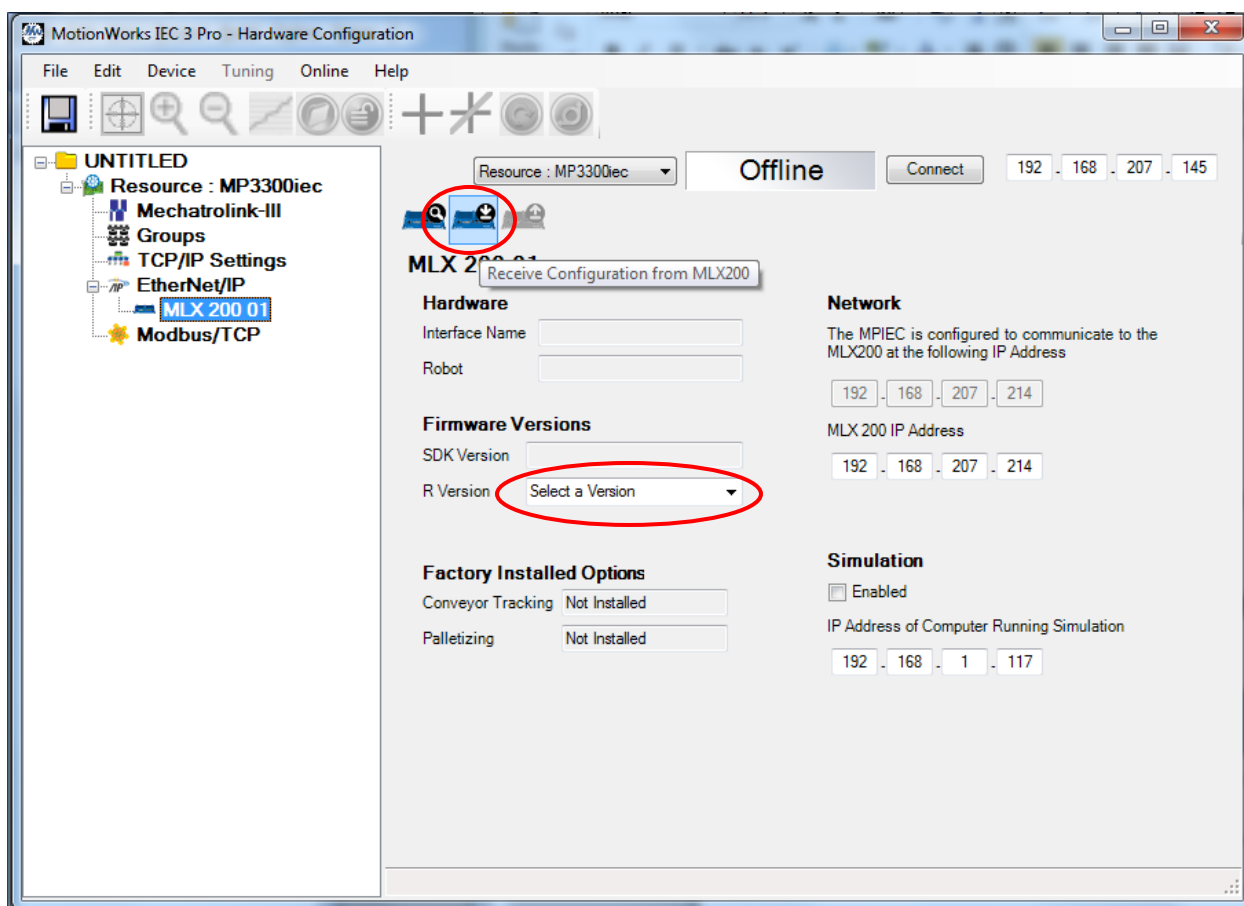 MotionWorks IEC 3 Pro - Hardware Configuration
File Edit Device Tuning Online Help
UNTITLED
Resource : MP3300iec
Mechatrolink-III
Groups
TCP/IP Settings
EtherNet/IP
MLX 200 01
Modbus/TCP
Resource : MP3300iec Offline Connect 192 . 168 . 207 . 145
MLX 200 01
Receive Configuration from MLX200
Hardware
Interface Name
Robot
Firmware Versions
SDK Version
R Version Select a Version
Factory Installed Options
Conveyor Tracking Not Installed
Palletizing Not Installed
Network
The MPIEC is configured to communicate to the
MLX200 at the following IP Address
192 . 168 . 207 . 214
MLX 200 IP Address
192 . 168 . 207 . 214
Simulation
Enabled
IP Address of Computer Running Simulation
192 . 168 . 1 . 117